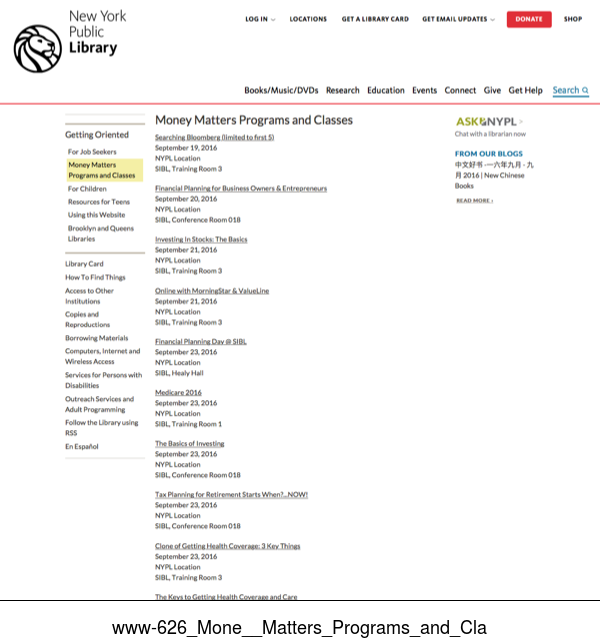 New York
Public
Library
LOG IN
LOCATIONS
GET A LIBRARY CARD
GET EMAIL UPDATES
DONATE
SHOP
Books/Music/DVDs Research Education Events Connect Give Get Help Search
Getting Oriented
For Job Seekers
Money Matters
Programs and Classes
For Children
Resources for Teens
Using this Website
Brooklyn and Queens
Libraries
Library Card
How To Find Things
Access to Other
Institutions
Copies and
Reproductions
Borrowing Materials
Computers, Internet and
Wireless Access
Services for Persons with
Disabilities
Outreach Services and
Adult Programming
Follow the Library using
RSS
En Español
Money Matters Programs and Classes
Searching Bloomberg (limited to first 5)
September 19, 2016
NYPL Location
SIBL, Training Room 3
Financial Planning for Business Owners & Entrepreneurs
September 20, 2016
NYPL Location
SIBL, Conference Room 018
Investing In Stocks: The Basics
September 21, 2016
NYPL Location
SIBL, Training Room 3
Online with MorningStar & ValueLine
September 21, 2016
NYPL Location
SIBL, Training Room 3
Financial Planning Day @ SIBL
September 23, 2016
NYPL Location
SIBL, Healy Hall
Medicare 2016
September 23, 2016
NYPL Location
SIBL, Training Room 1
The Basics of Investing
September 23, 2016
NYPL Location
SIBL, Conference Room 018
Tax Planning for Retirement Starts When?...NOW!
September 23, 2016
NYPL Location
SIBL, Conference Room 018
Clone of Getting Health Coverage: 3 Key Things
September 23, 2016
NYPL Location
SIBL, Training Room 3
The Keys to Getting Health Coverage and Care
ASK NYPL >
Chat with a librarian now
FROM OUR BLOGS
中文好书 -一六年九月 - 九
月 2016 | New Chinese
Books
READ MORE ›
www-626_Mone__Matters_Programs_and_Cla